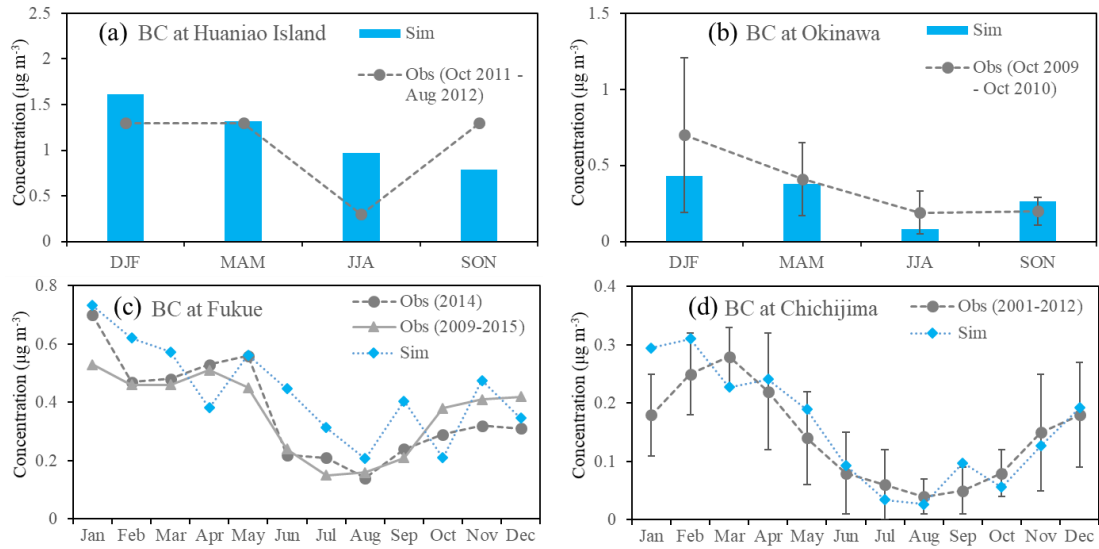 (a) BC at Huaniao Island
Concentration (μg m-3)
2.5
2
1.5
1
0.5
0
Sim
Obs (Oct 2011 -
Aug 2012)
DJF MAM JJA SON
(b) BC at Okinawa
Concentration (μg m-3)
1.5
1
0.5
0
Sim
Obs (Oct 2009
- Oct 2010)
DJF MAM JJA SON
(c) BC at Fukue
Concentration (μg m-3)
0.8
0.6
0.4
0.2
0
Obs (2014)
Obs (2009-2015)
Sim
Jan Feb Mar Apr May Jun Jul Aug Sep Oct Nov Dec
(d) BC at Chichijima
Concentration (μg m-3)
0.4
0.3
0.2
0.1
0
Obs (2001-2012)
Sim
Jan Feb Mar Apr May Jun Jul Aug Sep Oct Nov Dec